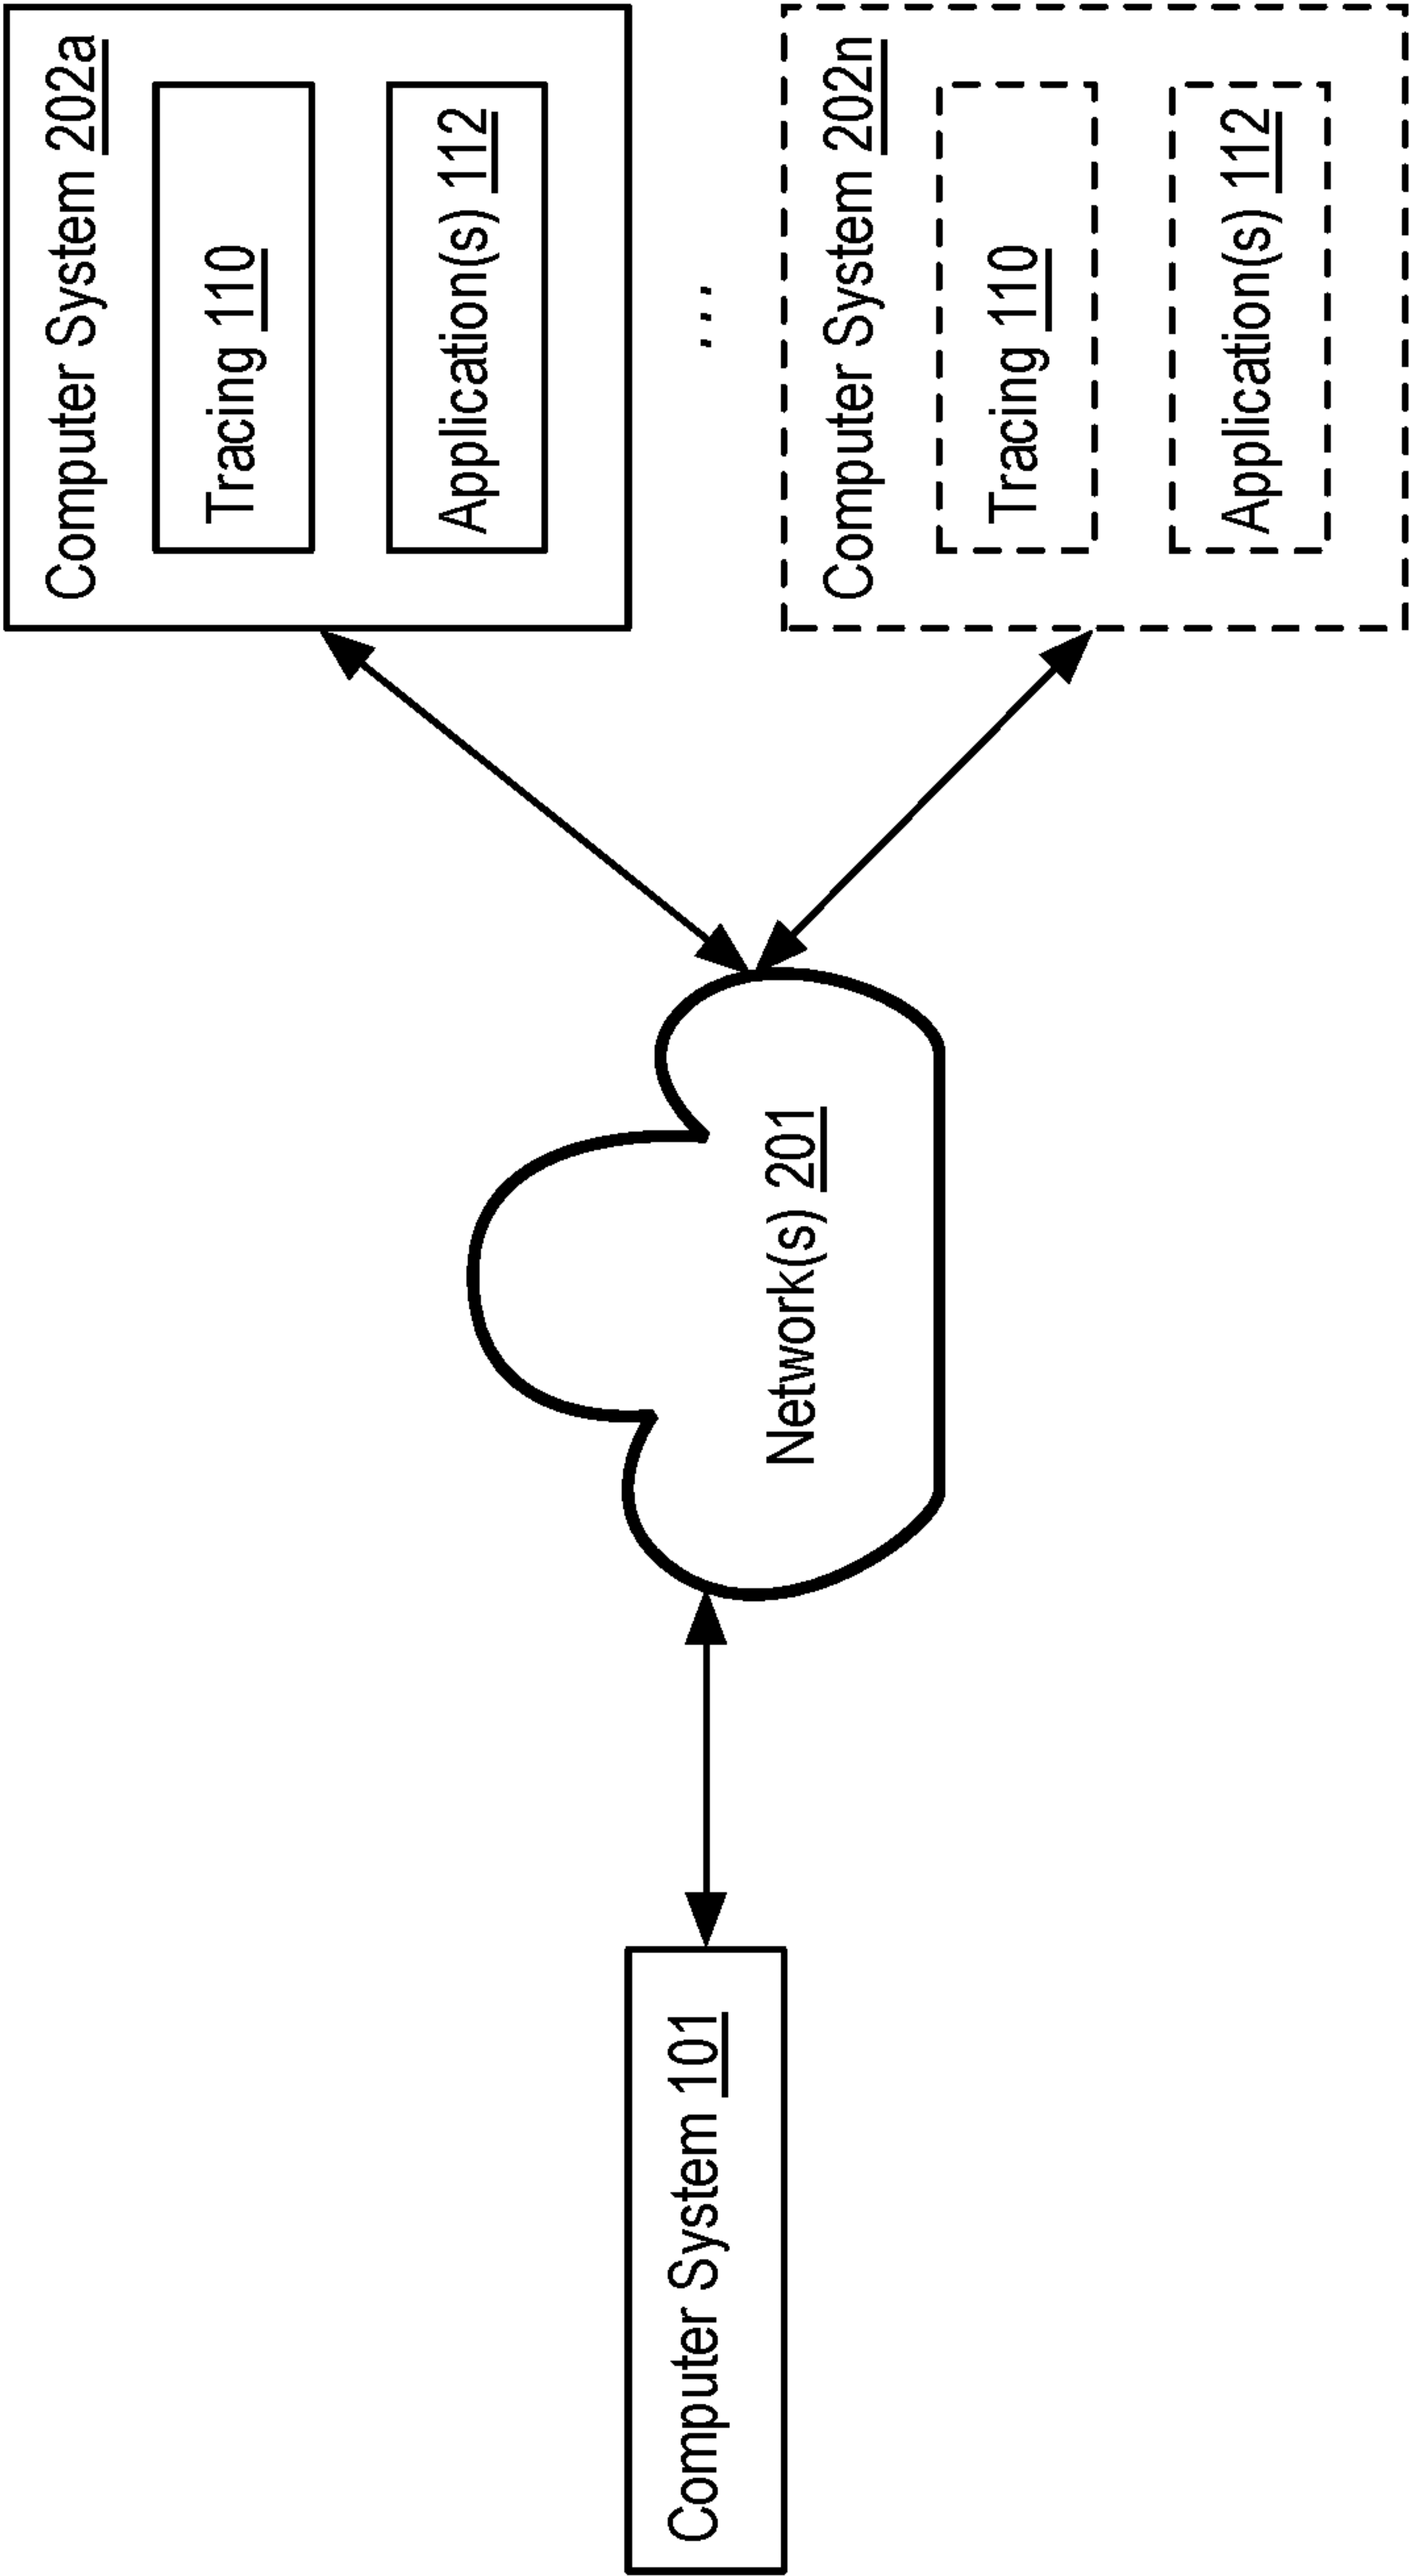 Computer System 101
Network(s) 201
Computer System 202a
Tracing 110
Application(s) 112
...
Computer System 202n
Tracing 110
Application(s) 112